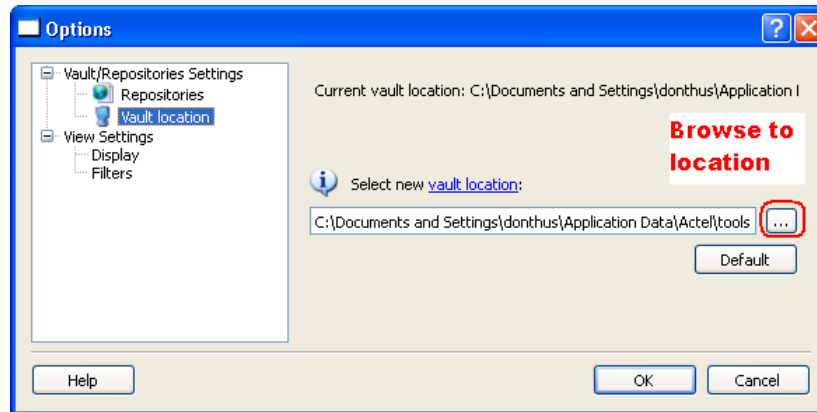 Options
Vault/Repositories Settings
Repositories
Vault location
View Settings
Display
Filters
Current vault location: C:\Documents and Settings\donthus\Application
Browse to
location
Select new vault location:
C:\Documents and Settings\donthus\Application Data\Actel\tools
...
Default
Help
OK
Cancel